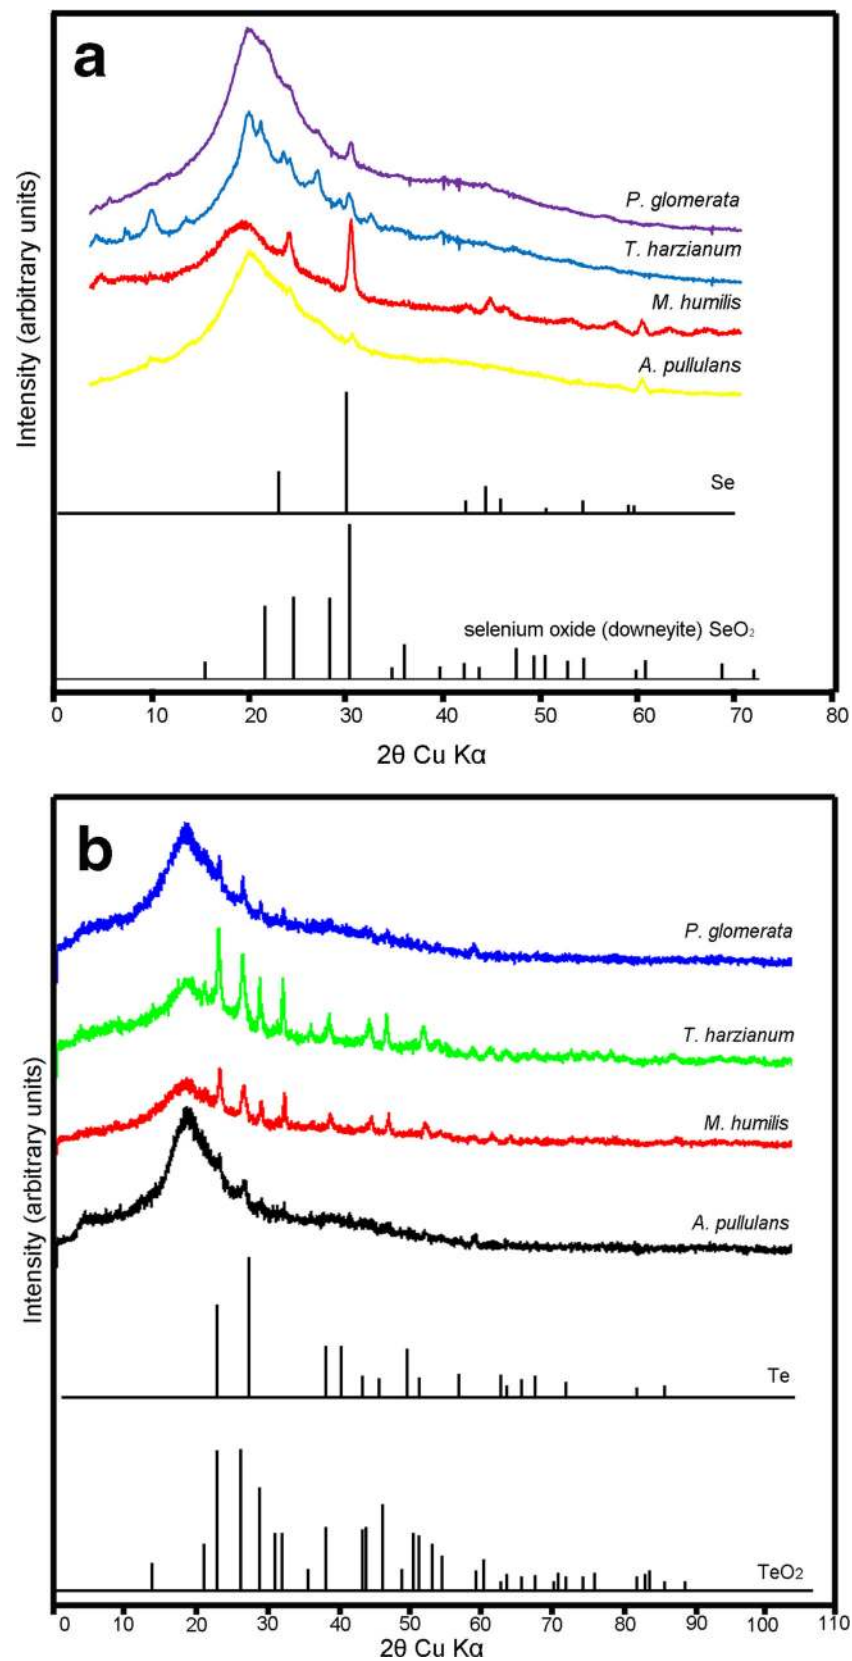 a
Intensity (arbitrary units)
P. glomerata
T. harzianum
M. humilis
A. pullulans
Se
selenium oxide (downeyite) SeO₂
0 10 20 30 40 50 60 70 80
2θ Cu Kα
b
Intensity (arbitrary units)
P. glomerata
T. harzianum
M. humilis
A. pullulans
Te
TeO₂
0 10 20 30 40 50 60 70 80 90 100 110
2θ Cu Kα